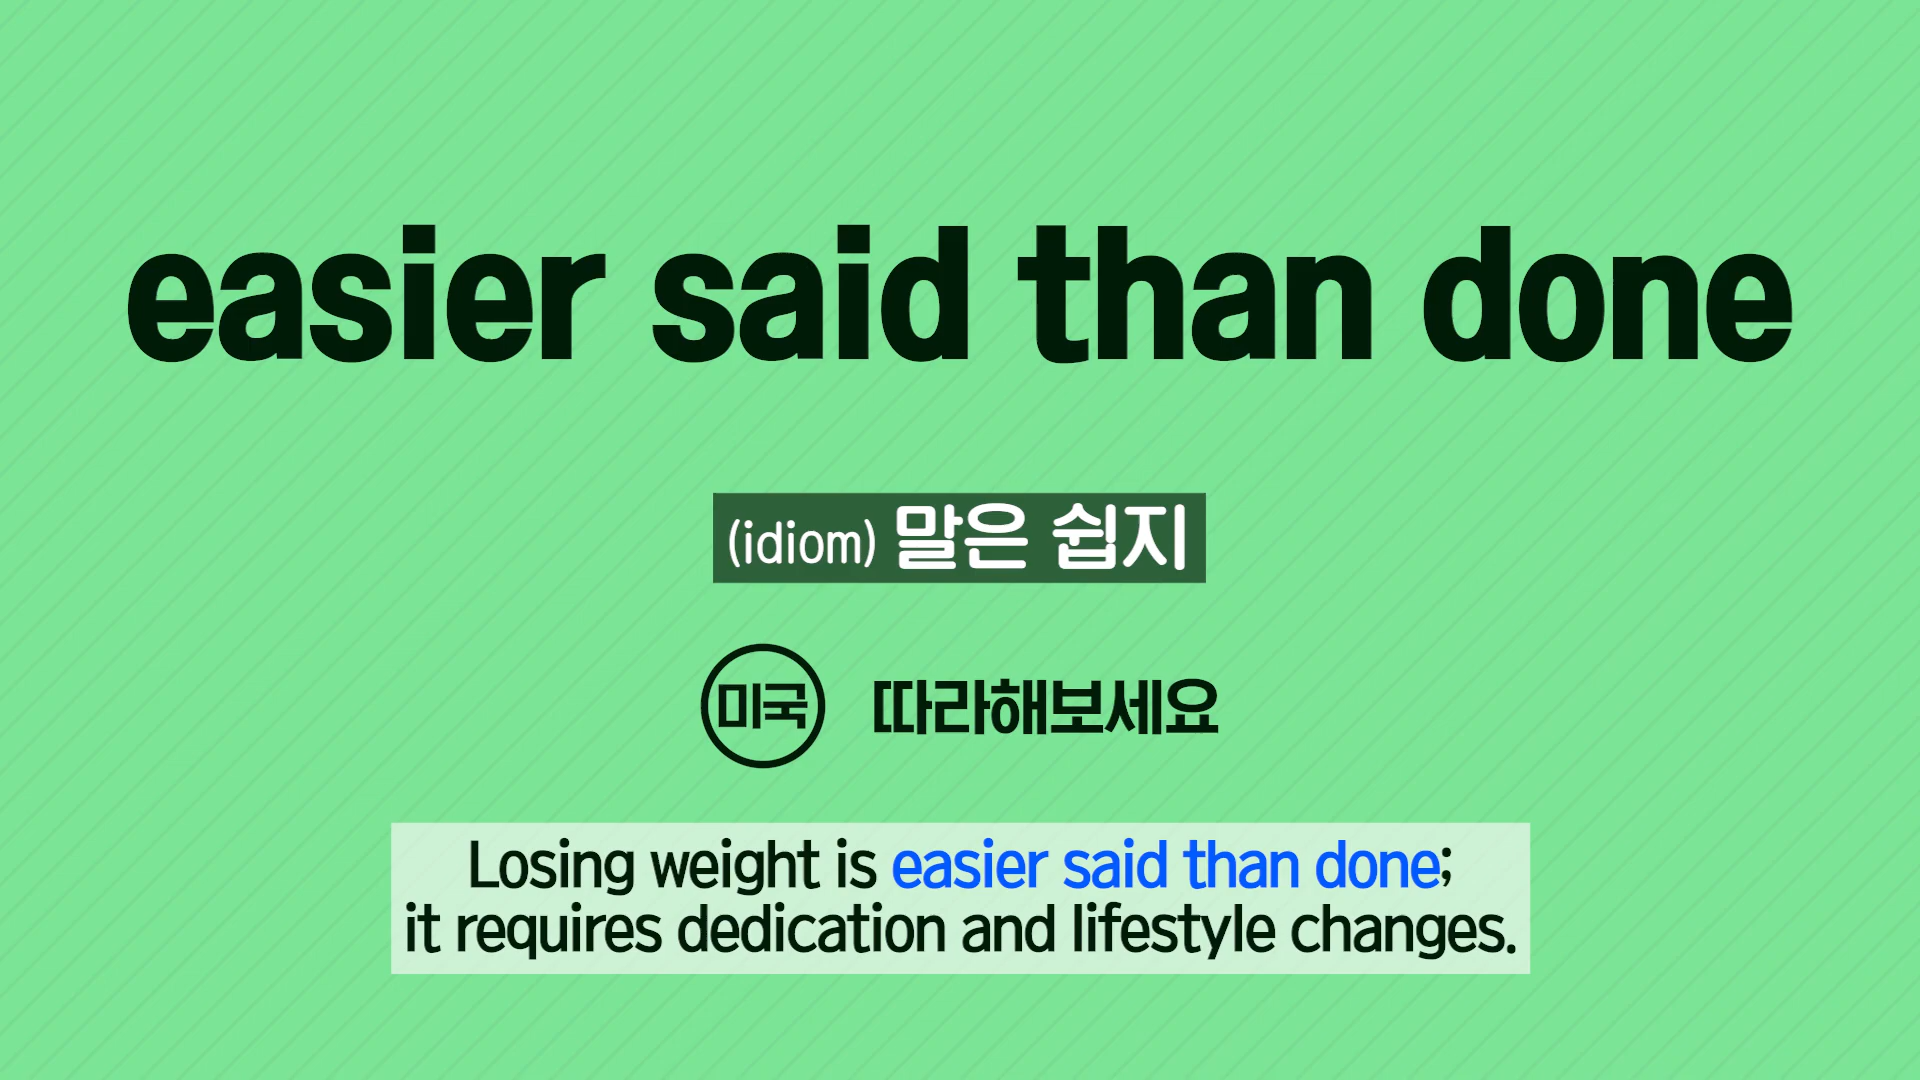 easier said than done
(idiom) 말은 쉽지
미국 따라해보세요
Losing weight is easier said than done;
it requires dedication and lifestyle changes.